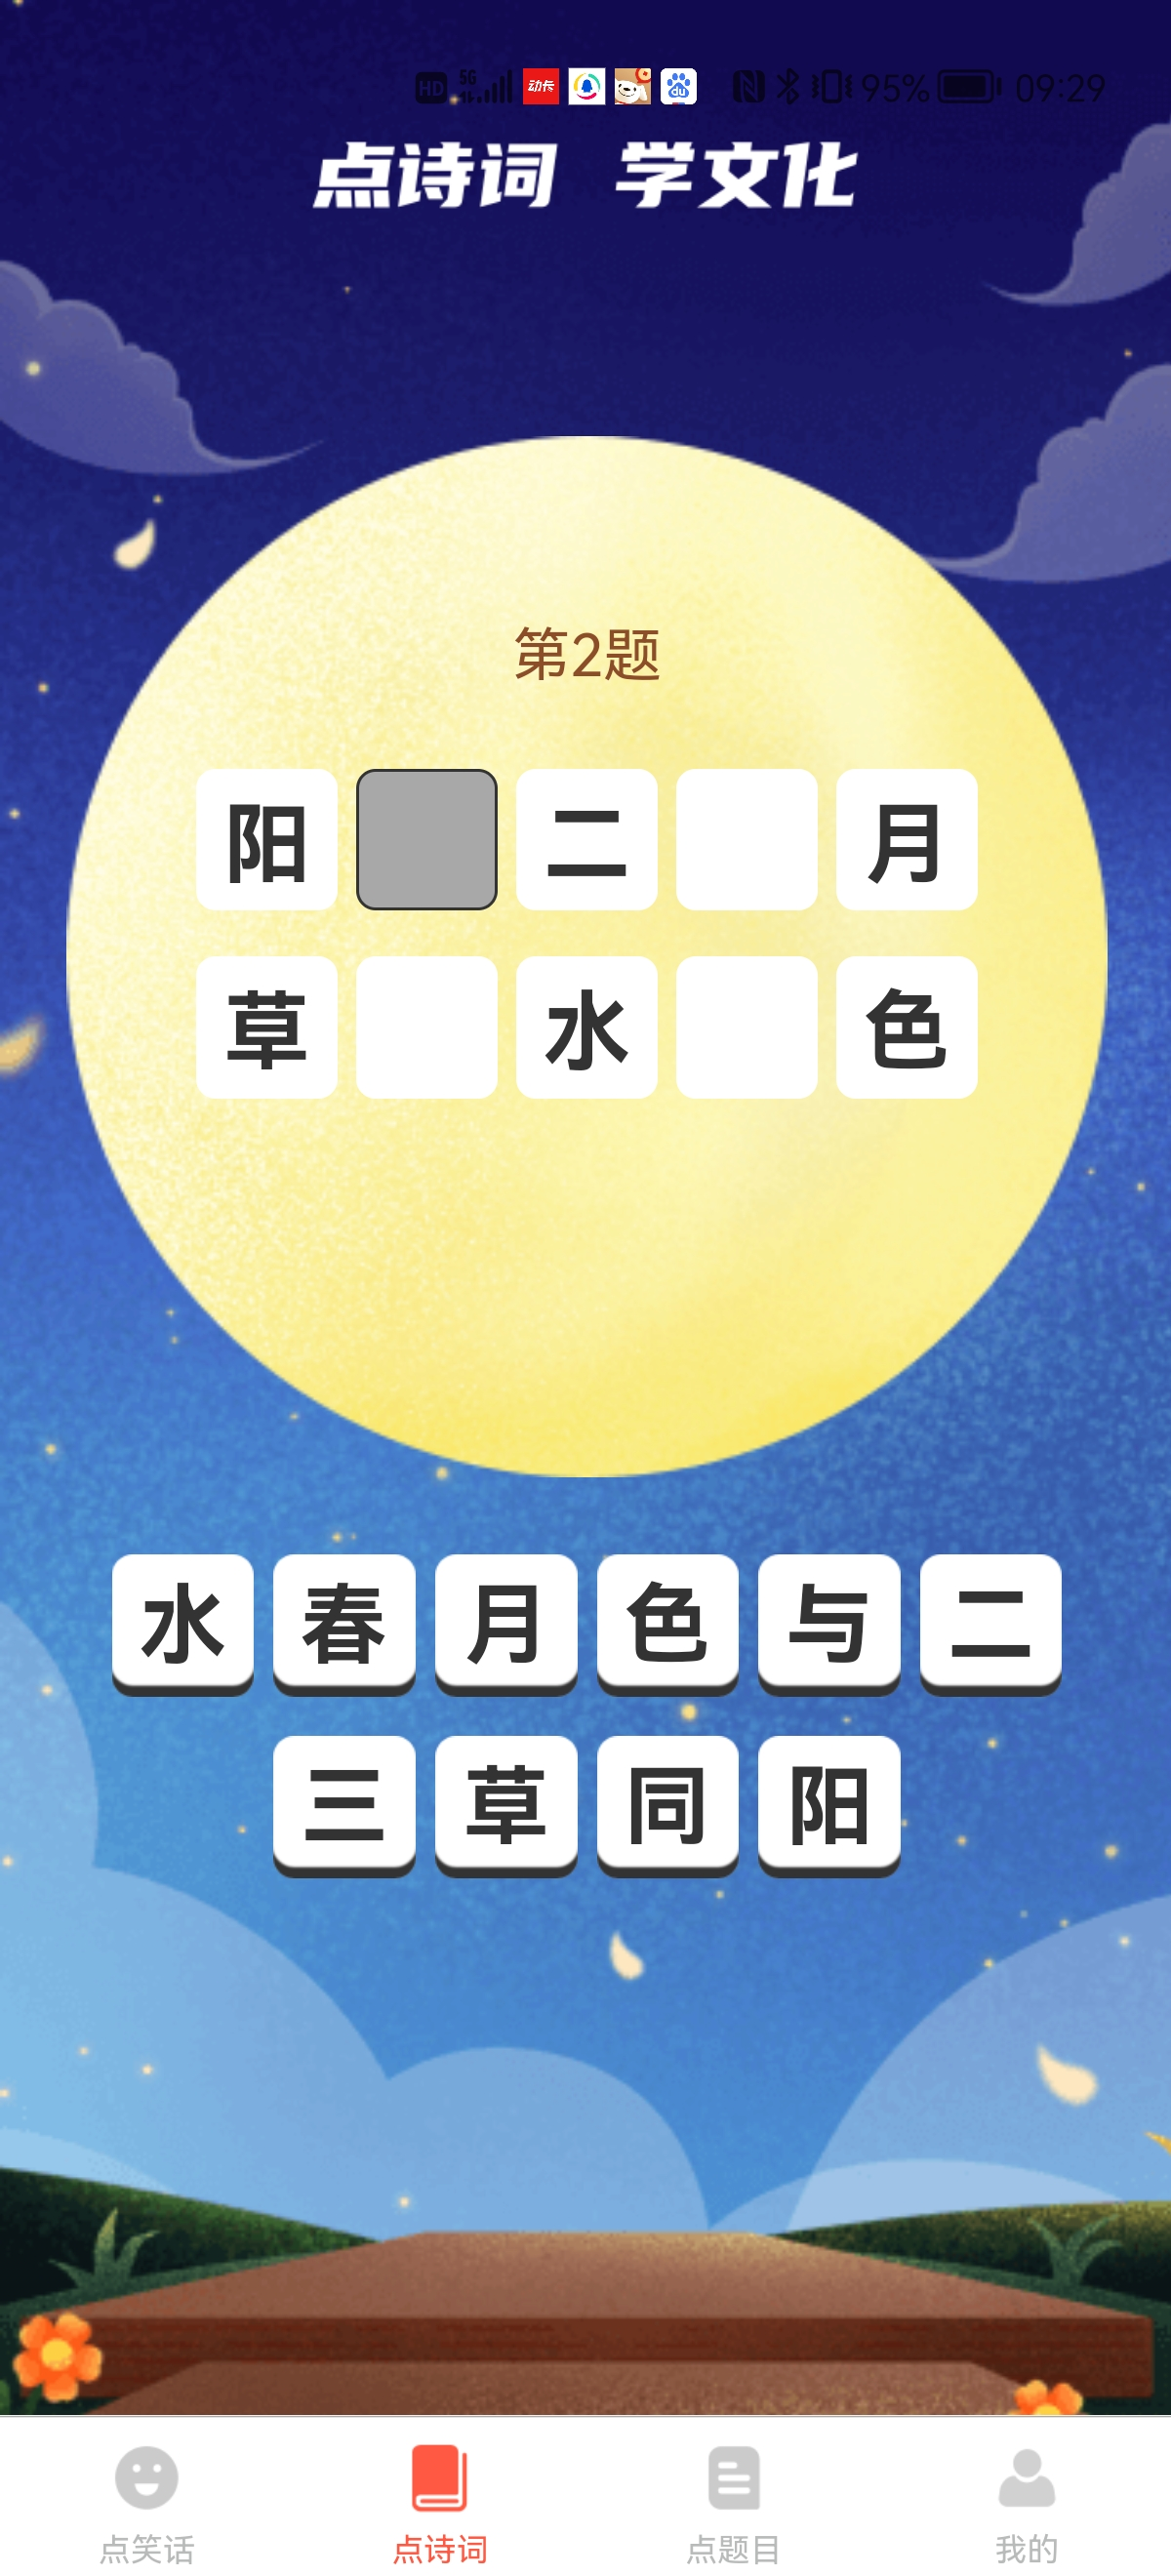 HD 5G 动卡 du 95% 09:29
点诗词 学文化
第2题
阳 二 月
草 水 色
水 春 月 色 与 二
三 草 同 阳
点笑话 点诗词 点题目 我的